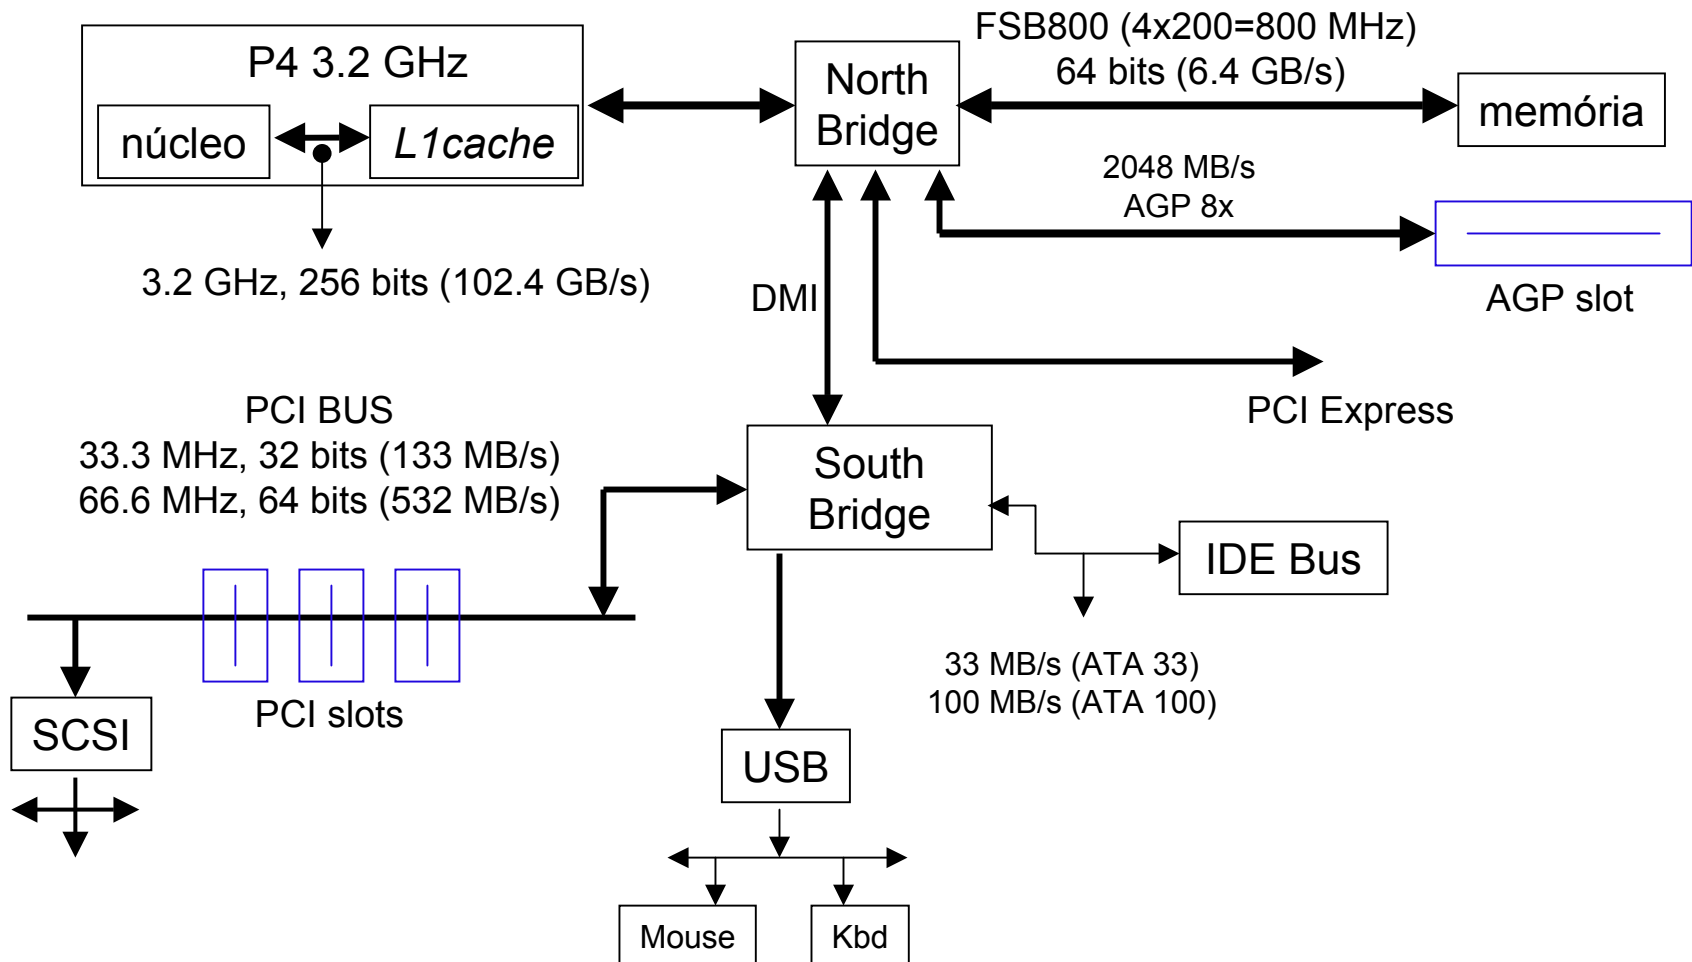 P4 3.2 GHz
núcleo
L1cache
3.2 GHz, 256 bits (102.4 GB/s)
North
Bridge
FSB800 (4x200=800 MHz)
64 bits (6.4 GB/s)
memória
2048 MB/s
AGP 8x
AGP slot
DMI
PCI Express
PCI BUS
33.3 MHz, 32 bits (133 MB/s)
66.6 MHz, 64 bits (532 MB/s)
South
Bridge
IDE Bus
33 MB/s (ATA 33)
100 MB/s (ATA 100)
PCI slots
SCSI
USB
Mouse
Kbd